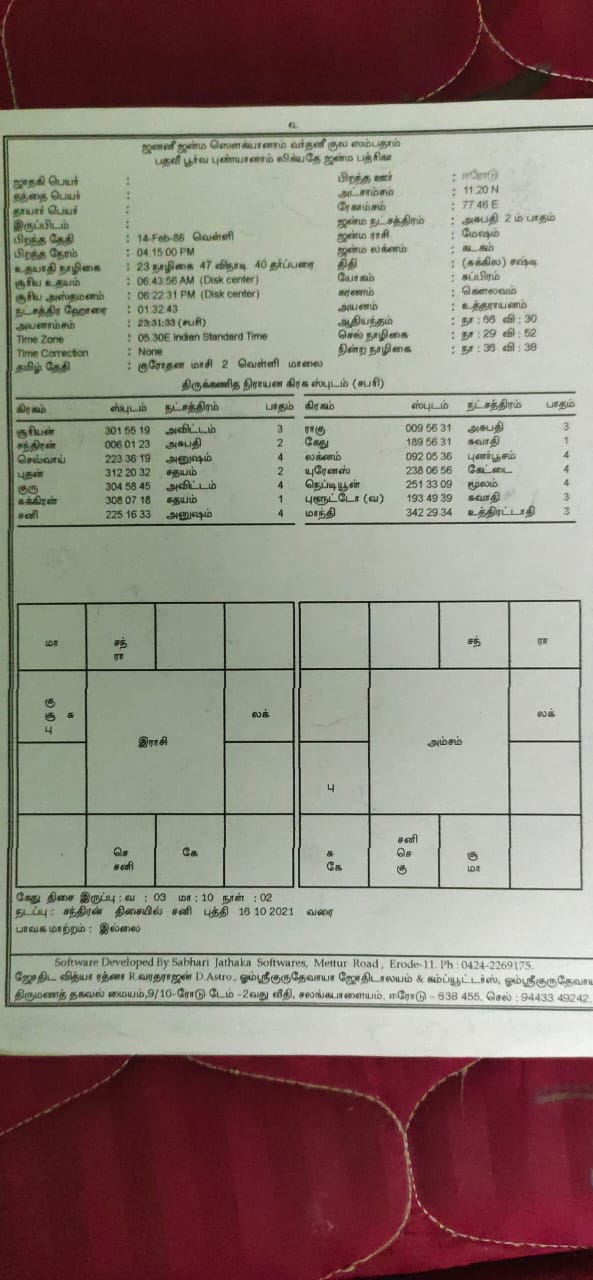 உ
ஜனனீ ஜன்ம ஸௌக்யானாம் வர்தனீ குல ஸம்பதாம்
பதவீ பூர்வ புண்யானாம் லிக்யதே ஜன்ம பத்ரிகா
ஜாதகி பெயர் :
தந்தை பெயர் :
தாயார் பெயர் :
இருப்பிடம் :
பிறந்த தேதி : 14-Feb-86 வெள்ளி
பிறந்த நேரம் : 04.15:00 PM
உதயாதி நாழிகை : 23 நாழிகை 47 விநாடி 40 தர்ப்பரை
சூரிய உதயம் : 06:43:56 AM (Disk center)
சூரிய அஸ்தமனம் : 06:22:31 PM (Disk center)
நட்சத்திர ஹோரை : 01:32:43
அயனாம்சம் : 23:31:33 (சபரி)
Time Zone : 05.30E Indian Standard Time
Time Correction : None
தமிழ் தேதி : குரோதன மாசி 2 வெள்ளி மாலை
பிறந்த ஊர் : ஈரோடு
அட்சாம்சம் : 11 20 N
ரேகாம்சம் : 77 46 E
ஜன்ம நட்சத்திரம் : அசுபதி 2 ம் பாதம்
ஜன்ம ராசி : மேஷம்
ஜன்ம லக்னம் : கடகம்
திதி : (சுக்கில) சஷ்டி
யோகம் : சுப்பிரம்
கரணம் : கௌலவம்
அயனம் : உத்தராயனம்
ஆதியந்தம் : நா : 66 வி : 30
செல் நாழிகை : நா : 29 வி : 52
நின்ற நாழிகை : நா : 36 வி : 38
திருக்கணித நிராயன கிரக ஸ்புடம் (சபரி)
கிரகம் ஸ்புடம் நட்சத்திரம் பாதம் கிரகம் ஸ்புடம் நட்சத்திரம் பாதம்
சூரியன் 301 55 19 அவிட்டம் 3 ராகு 009 56 31 அசுபதி 3
சந்திரன் 006 01 23 அசுபதி 2 கேது 189 56 31 சுவாதி 1
செவ்வாய் 223 36 19 அனுஷம் 4 லக்னம் 092 05 36 புனர்பூசம் 4
புதன் 312 20 32 சதயம் 2 யுரேனஸ் 238 06 56 கேட்டை 4
குரு 304 58 45 அவிட்டம் 4 நெப்டியூன் 251 33 09 மூலம் 4
சுக்கிரன் 308 07 18 சதயம் 1 புளூட்டோ (வ) 193 49 39 சுவாதி 3
சனி 225 16 33 அனுஷம் 4 மாந்தி 342 29 34 உத்திரட்டாதி 3
மா சந்
ரா
கு
சூ சு
பு
லக்
இராசி
செ
சனி
கே
சந் ரா
லக்
அம்சம்
பு
சு
கே
சனி
செ
கு
சூ
மா
கேது திசை இருப்பு : வ : 03 மா : 10 நாள் : 02
நடப்பு : சந்திரன் திசையில் சனி புத்தி 16 10 2021 வரை
பாவக மாற்றம் : இல்லை
Software Developed By Sabhari Jathaka Softwares, Mettur Road , Erode-11. Ph : 0424-2269175.
ஜோதிட வித்யா ரத்னா R.வரதராஜன் D.Astro., ஓம்ஸ்ரீகுருதேவாயா ஜோதிடாலயம் & கம்ப்யூட்டர்ஸ், ஓம்ஸ்ரீகுருதேவாய
திருமணத் தகவல் மையம்,9/10-ரோடு டேம் -2வது வீதி, சலங்கபாளையம், ஈரோடு - 638 455, செல் : 94433 49242,